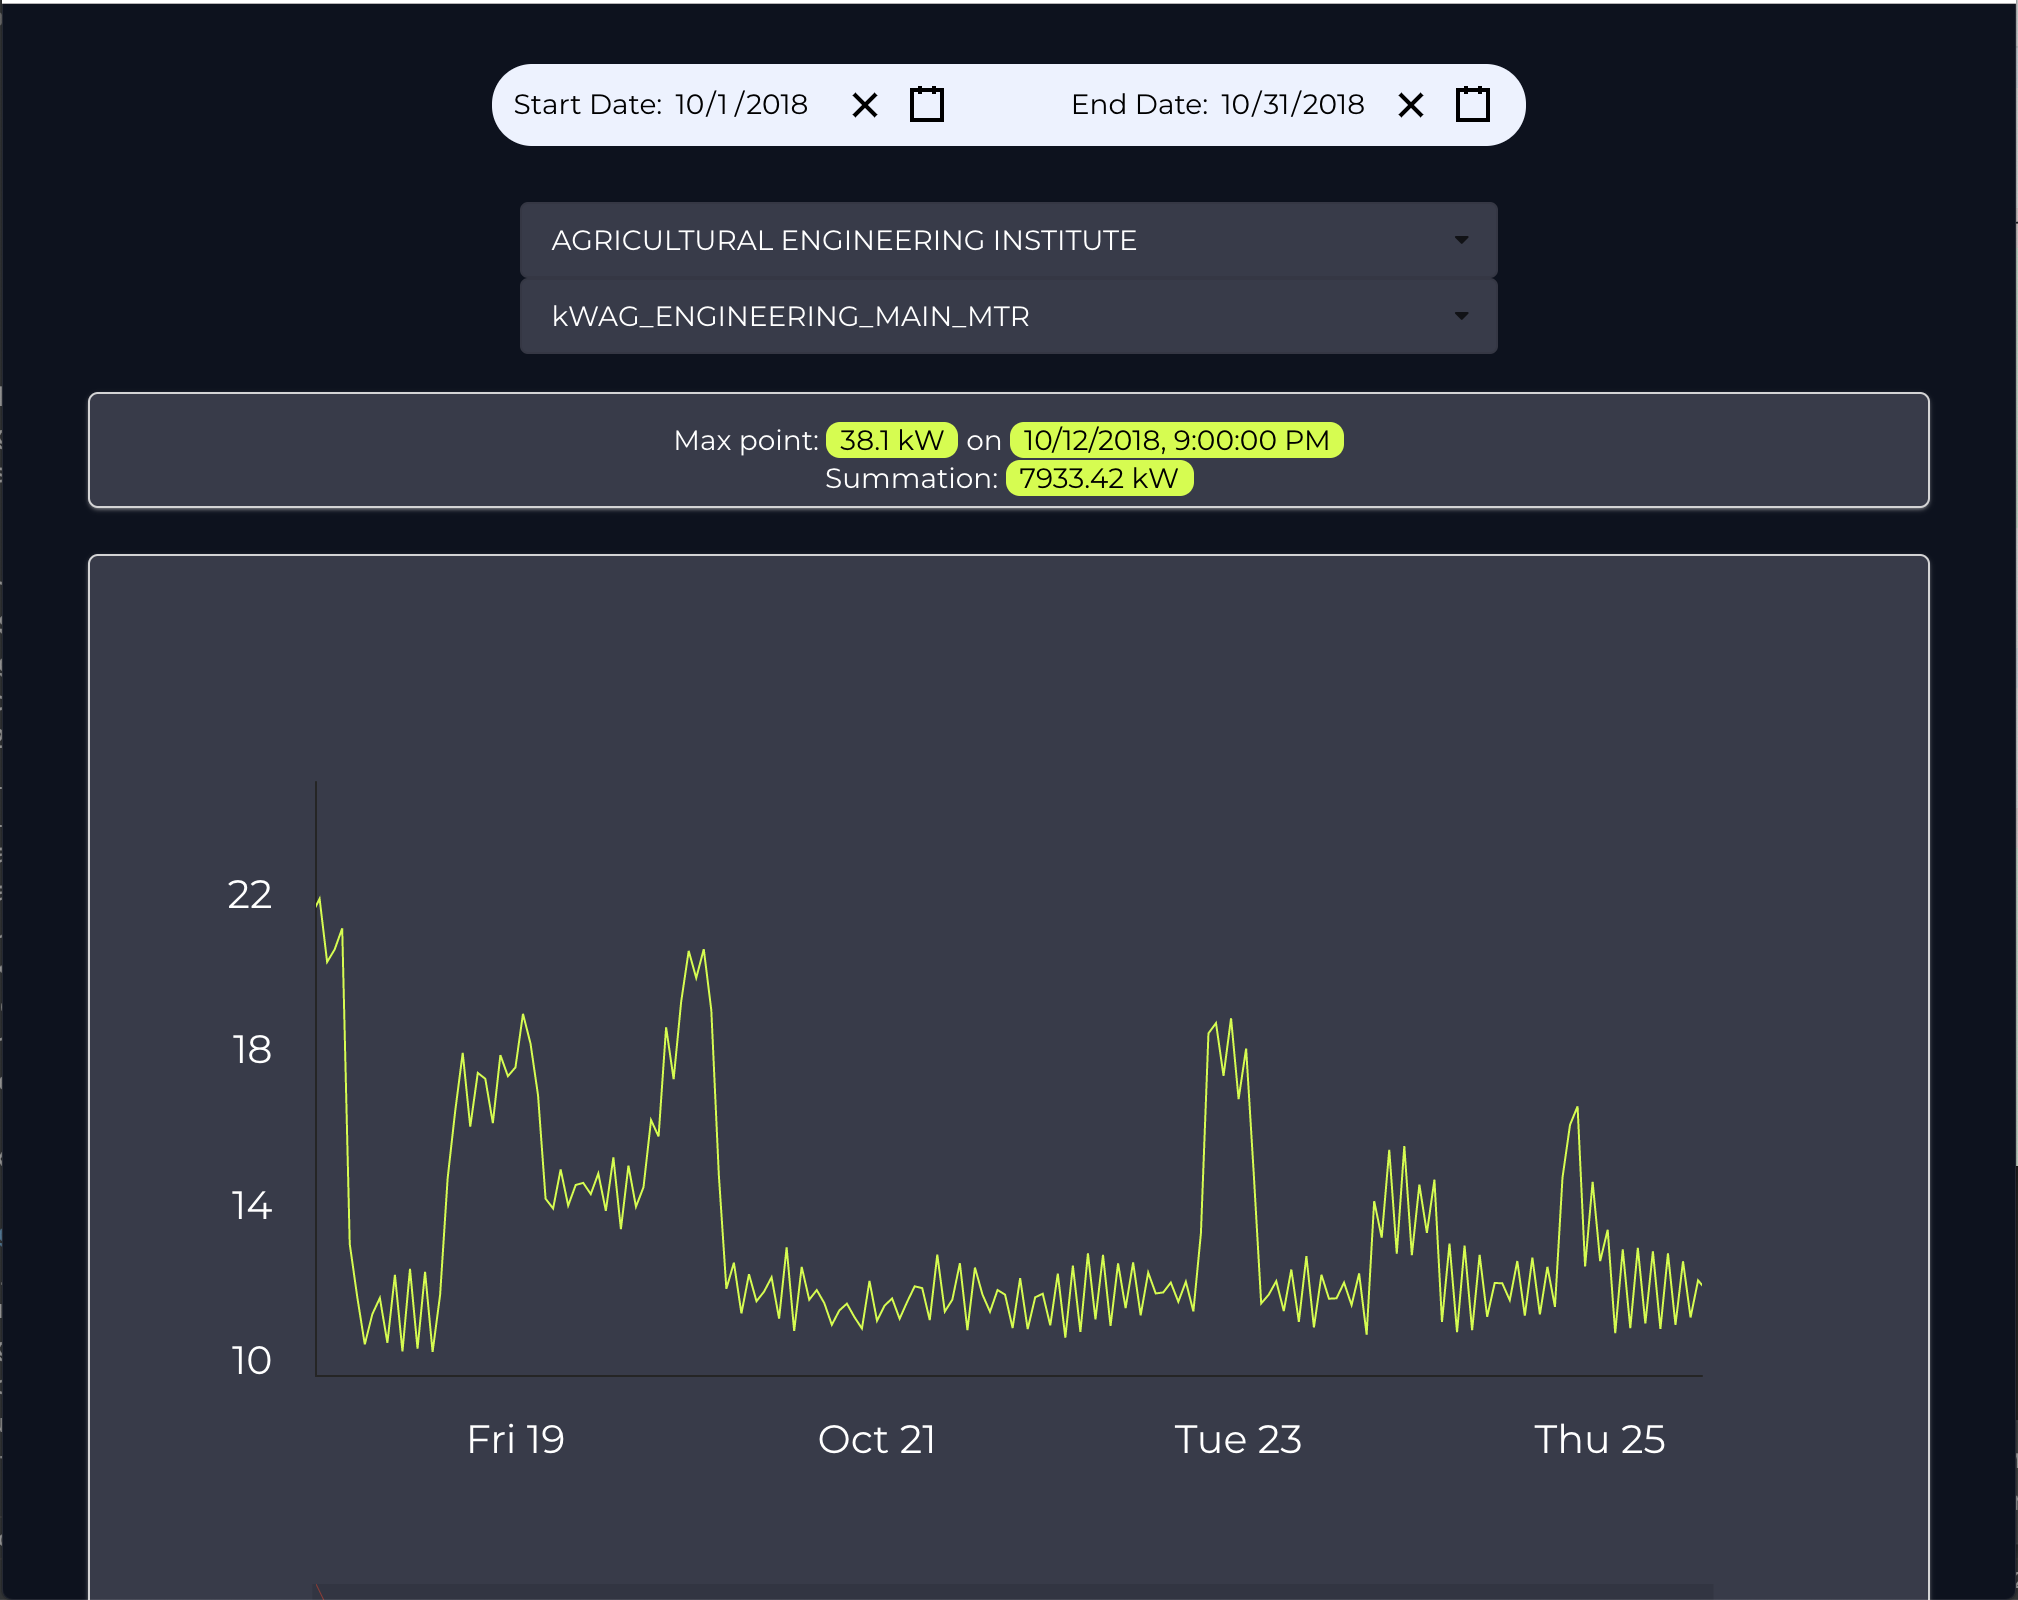 Start Date: 10/1 /2018 End Date: 10/31/2018
AGRICULTURAL ENGINEERING INSTITUTE
kWAG_ENGINEERING_MAIN_MTR
Max point: 38.1 kW on 10/12/2018, 9:00:00 PM
Summation: 7933.42 kW
22
18
14
10
Fri 19 Oct 21 Tue 23 Thu 25